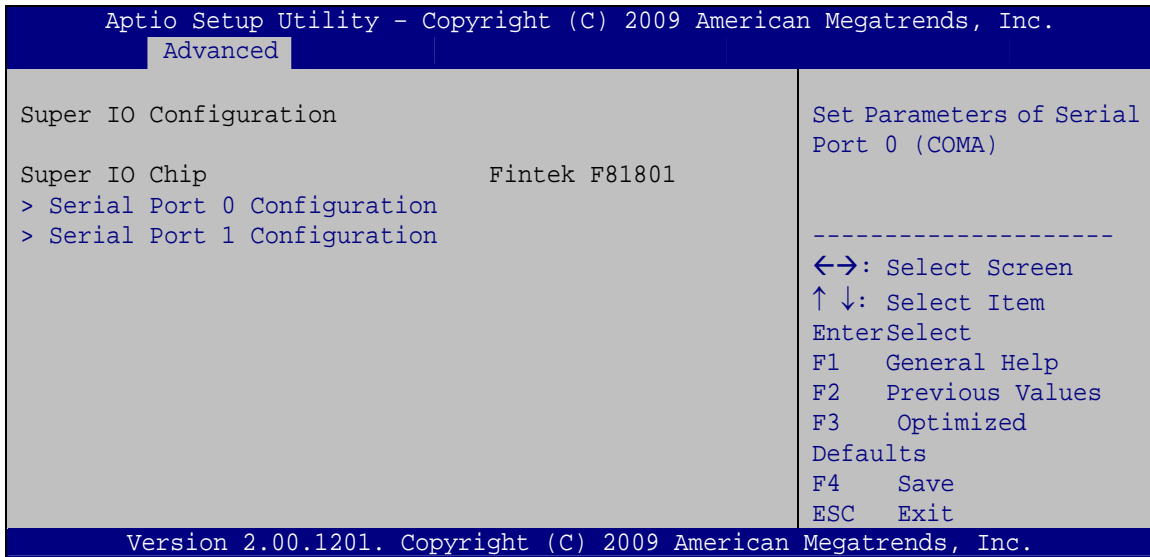 Aptio Setup Utility – Copyright (C) 2009 American Megatrends, Inc.
Advanced
Super IO Configuration
Super IO Chip Fintek F81801
> Serial Port 0 Configuration
> Serial Port 1 Configuration
Set Parameters of Serial
Port 0 (COMA)
---------------------
←→: Select Screen
↑ ↓: Select Item
EnterSelect
F1 General Help
F2 Previous Values
F3 Optimized
Defaults
F4 Save
ESC Exit
Version 2.00.1201. Copyright (C) 2009 American Megatrends, Inc.